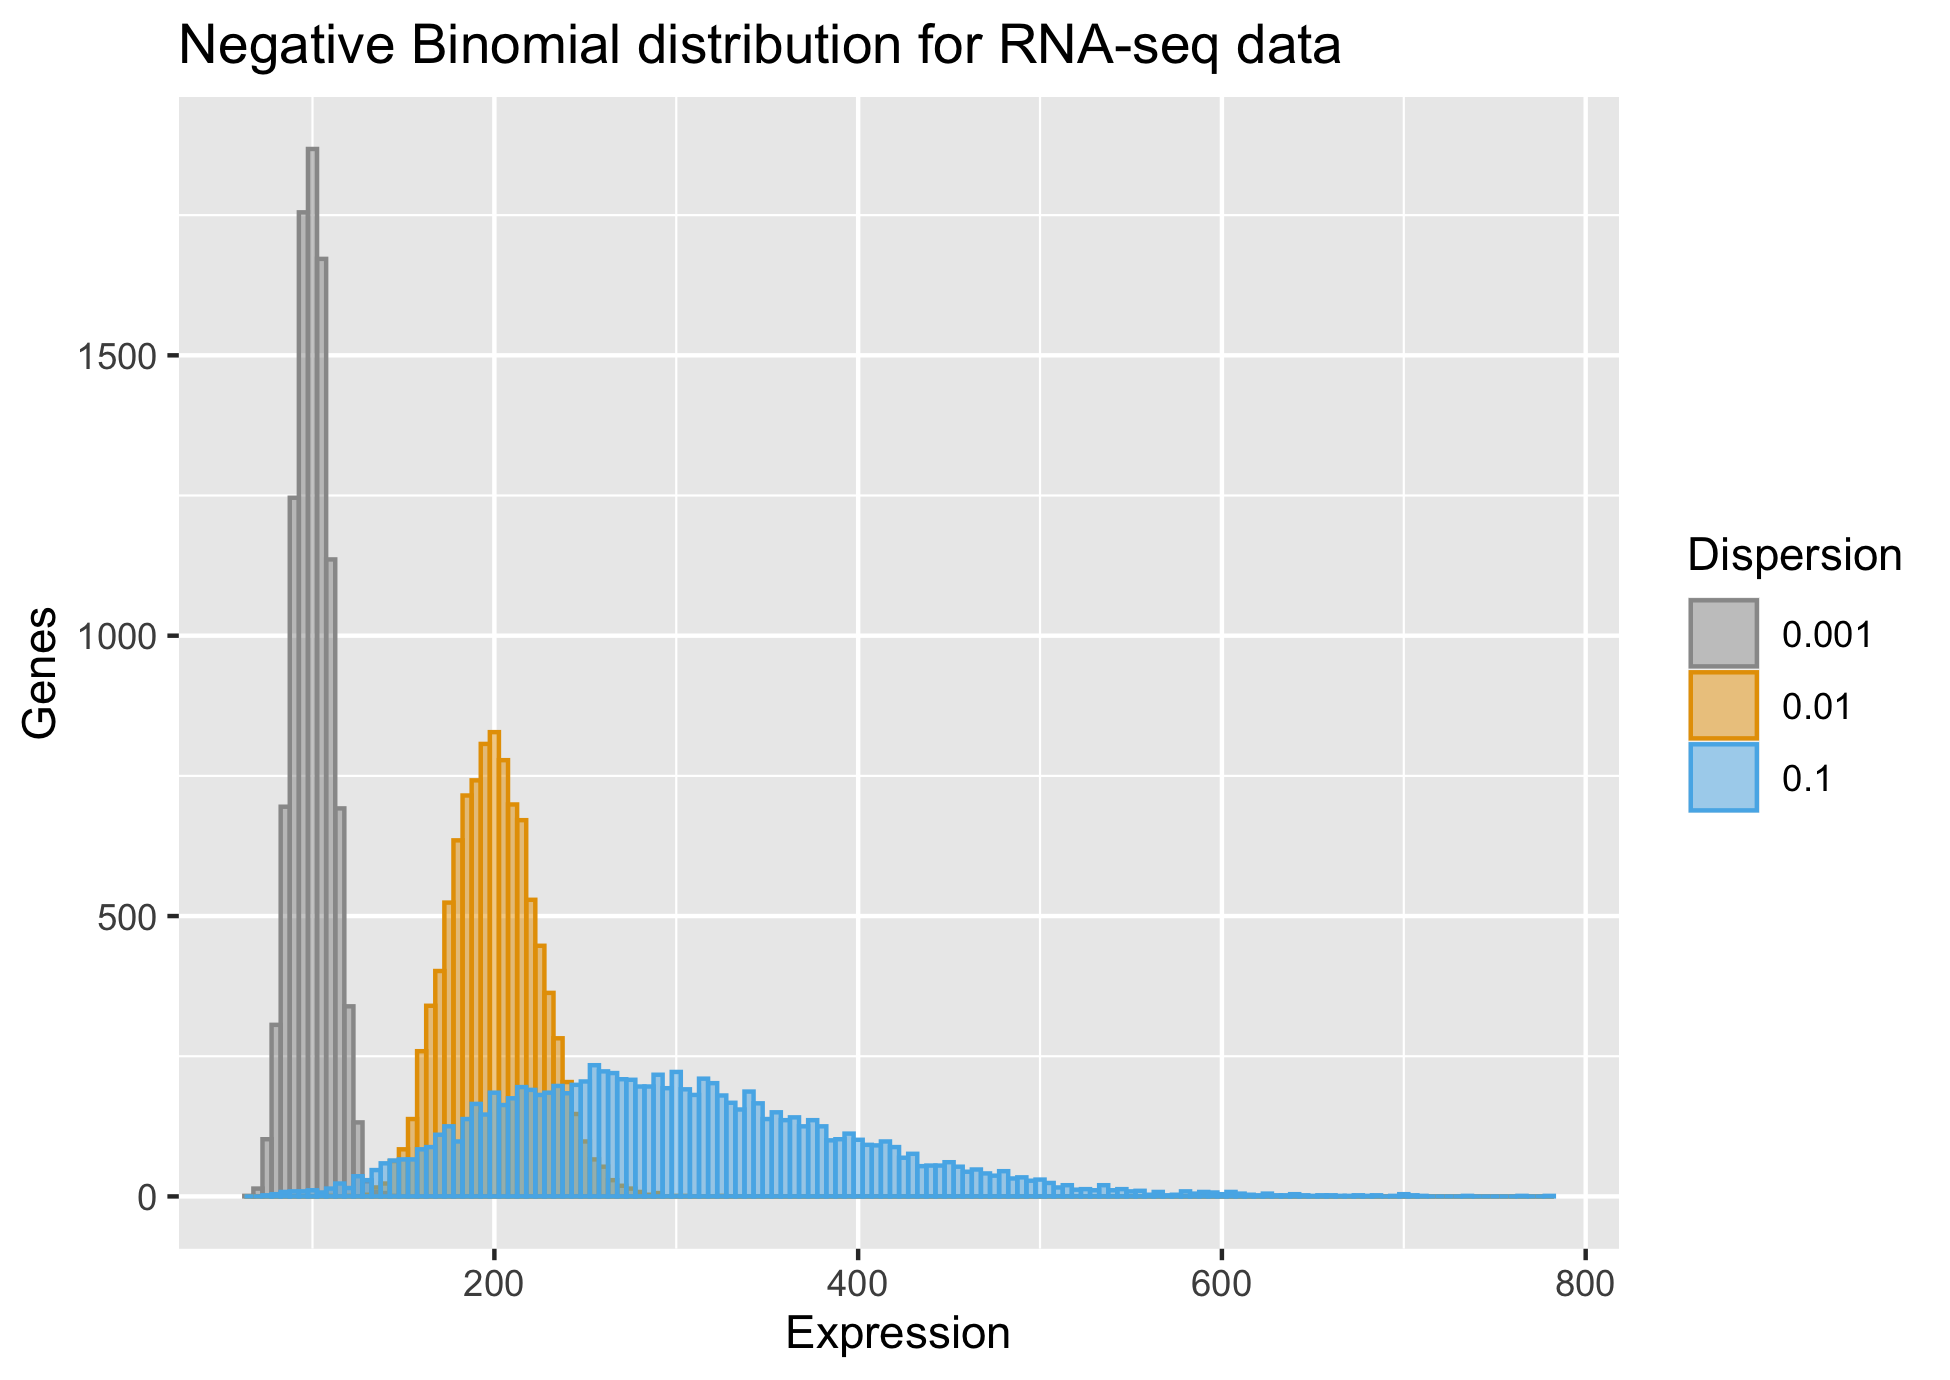 Negative Binomial distribution for RNA-seq data
1500
1000
500
0
Genes
200 400 600 800
Expression
Dispersion
0.001
0.01
0.1